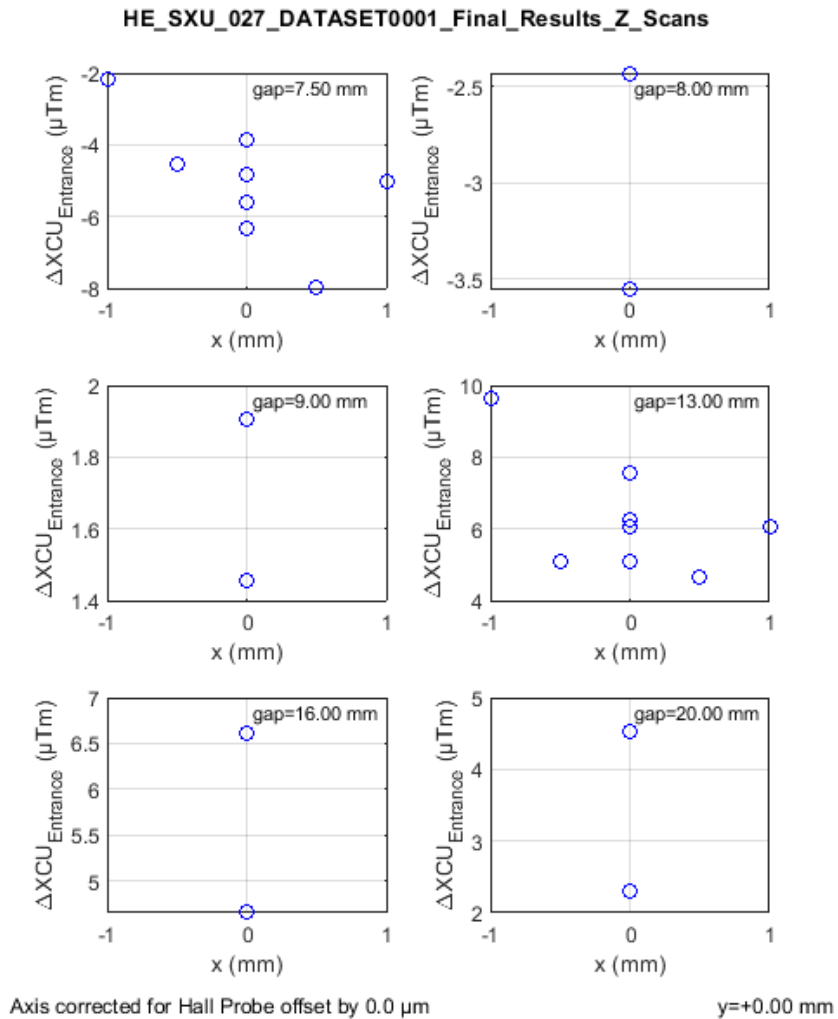 HE_SXU_027_DATASET0001_Final_Results_Z_Scans
gap=7.50 mm
-2
-4
-6
-8
ΔXCU_Entrance (µTm)
-1 0 1
x (mm)
gap=8.00 mm
-2.5
-3
-3.5
ΔXCU_Entrance (µTm)
-1 0 1
x (mm)
gap=9.00 mm
2
1.8
1.6
1.4
ΔXCU_Entrance (µTm)
-1 0 1
x (mm)
gap=13.00 mm
10
8
6
4
ΔXCU_Entrance (µTm)
-1 0 1
x (mm)
gap=16.00 mm
7
6.5
6
5.5
5
ΔXCU_Entrance (µTm)
-1 0 1
x (mm)
gap=20.00 mm
5
4
3
2
ΔXCU_Entrance (µTm)
-1 0 1
x (mm)
Axis corrected for Hall Probe offset by 0.0 µm
y=+0.00 mm